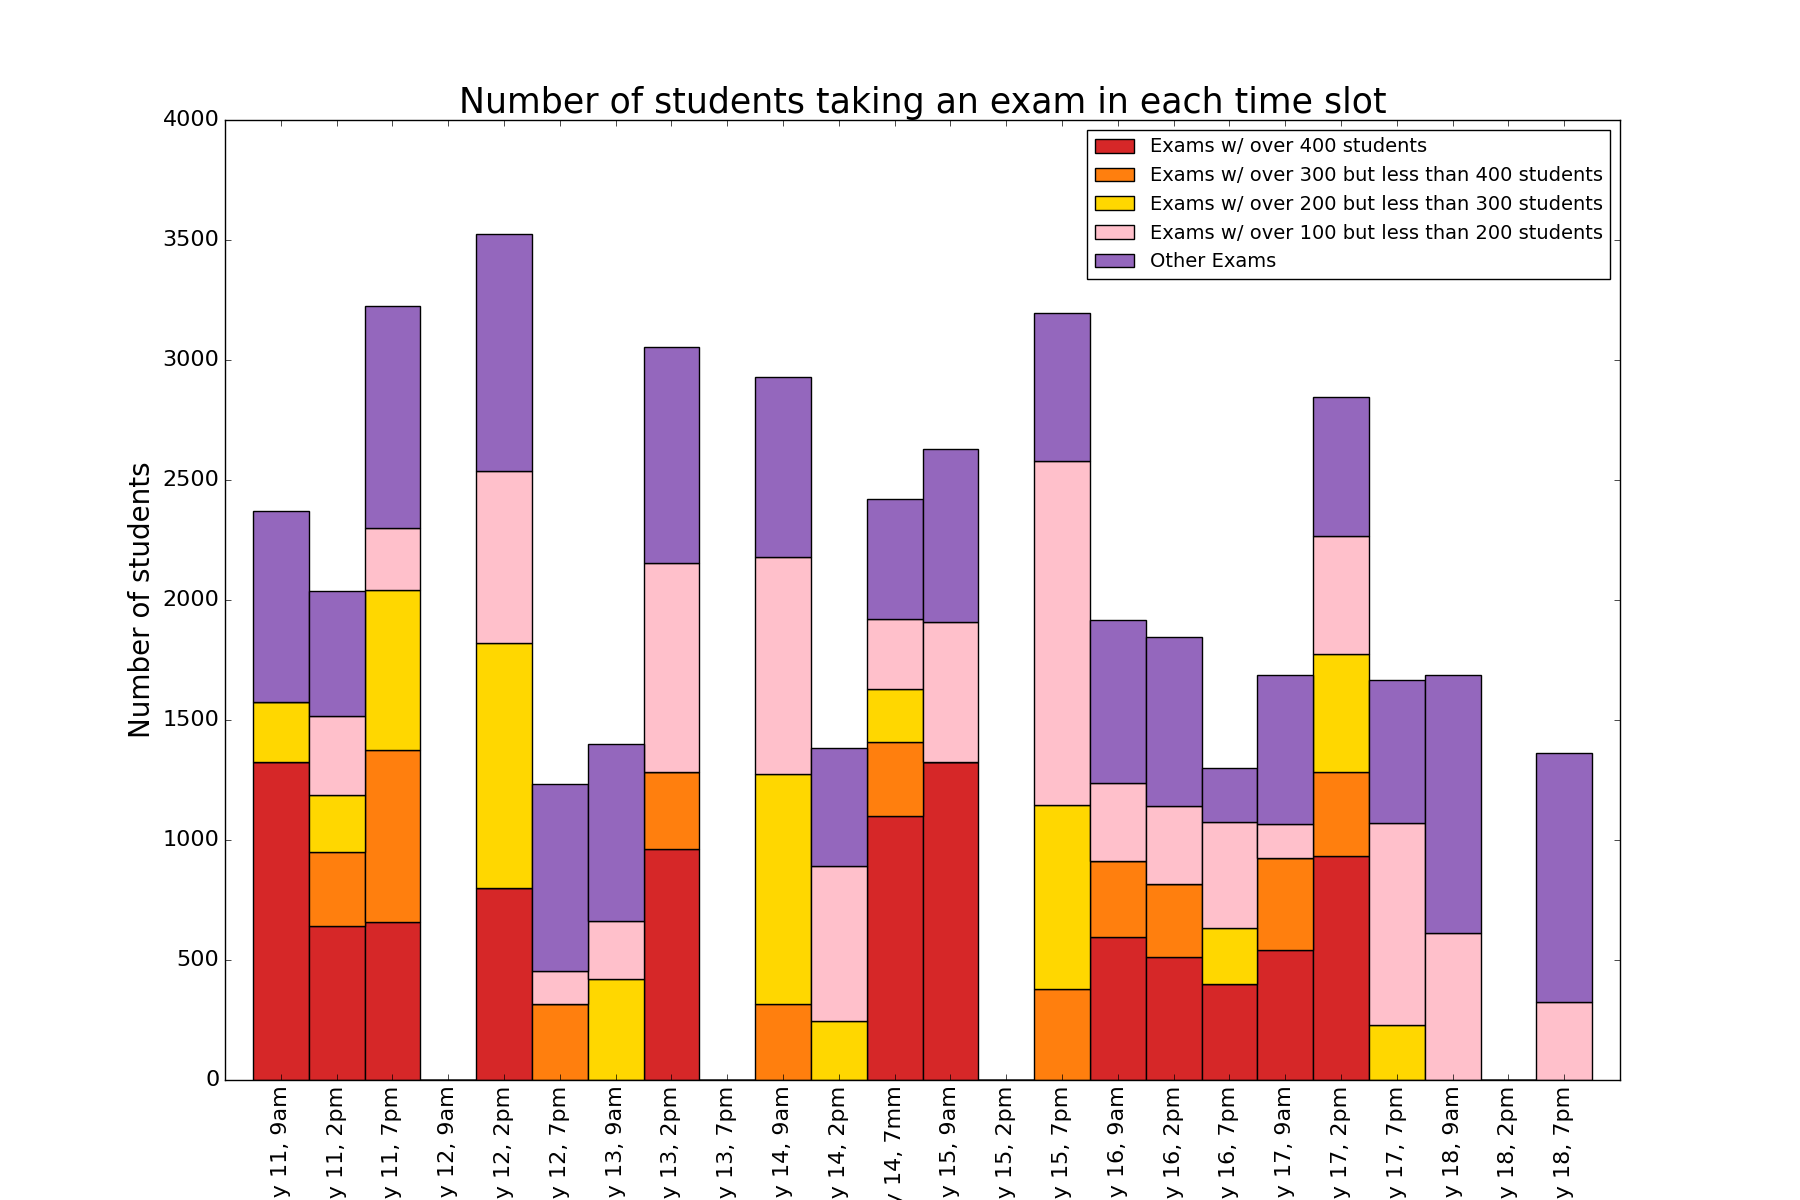 Number of students taking an exam in each time slot
Exams w/ over 400 students
Exams w/ over 300 but less than 400 students
Exams w/ over 200 but less than 300 students
Exams w/ over 100 but less than 200 students
Other Exams
Number of students
4000
3500
3000
2500
2000
1500
1000
500
0
y 11, 9am
y 11, 2pm
y 11, 7pm
y 12, 9am
y 12, 2pm
y 12, 7pm
y 13, 9am
y 13, 2pm
y 13, 7pm
y 14, 9am
y 14, 2pm
y 14, 7mm
y 15, 9am
y 15, 2pm
y 15, 7pm
y 16, 9am
y 16, 2pm
y 16, 7pm
y 17, 9am
y 17, 2pm
y 17, 7pm
y 18, 9am
y 18, 2pm
y 18, 7pm